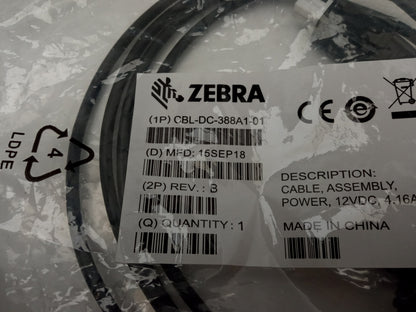 ZEBRA
(1P) CBL-DC-388A1-01
(D) MFD: 15SEP18
(2P) REV.: B
(Q) QUANTITY: 1
CE
DESCRIPTION:
CABLE, ASSEMBLY,
POWER, 12VDC, 4.16A
MADE IN CHINA
4
LDPE